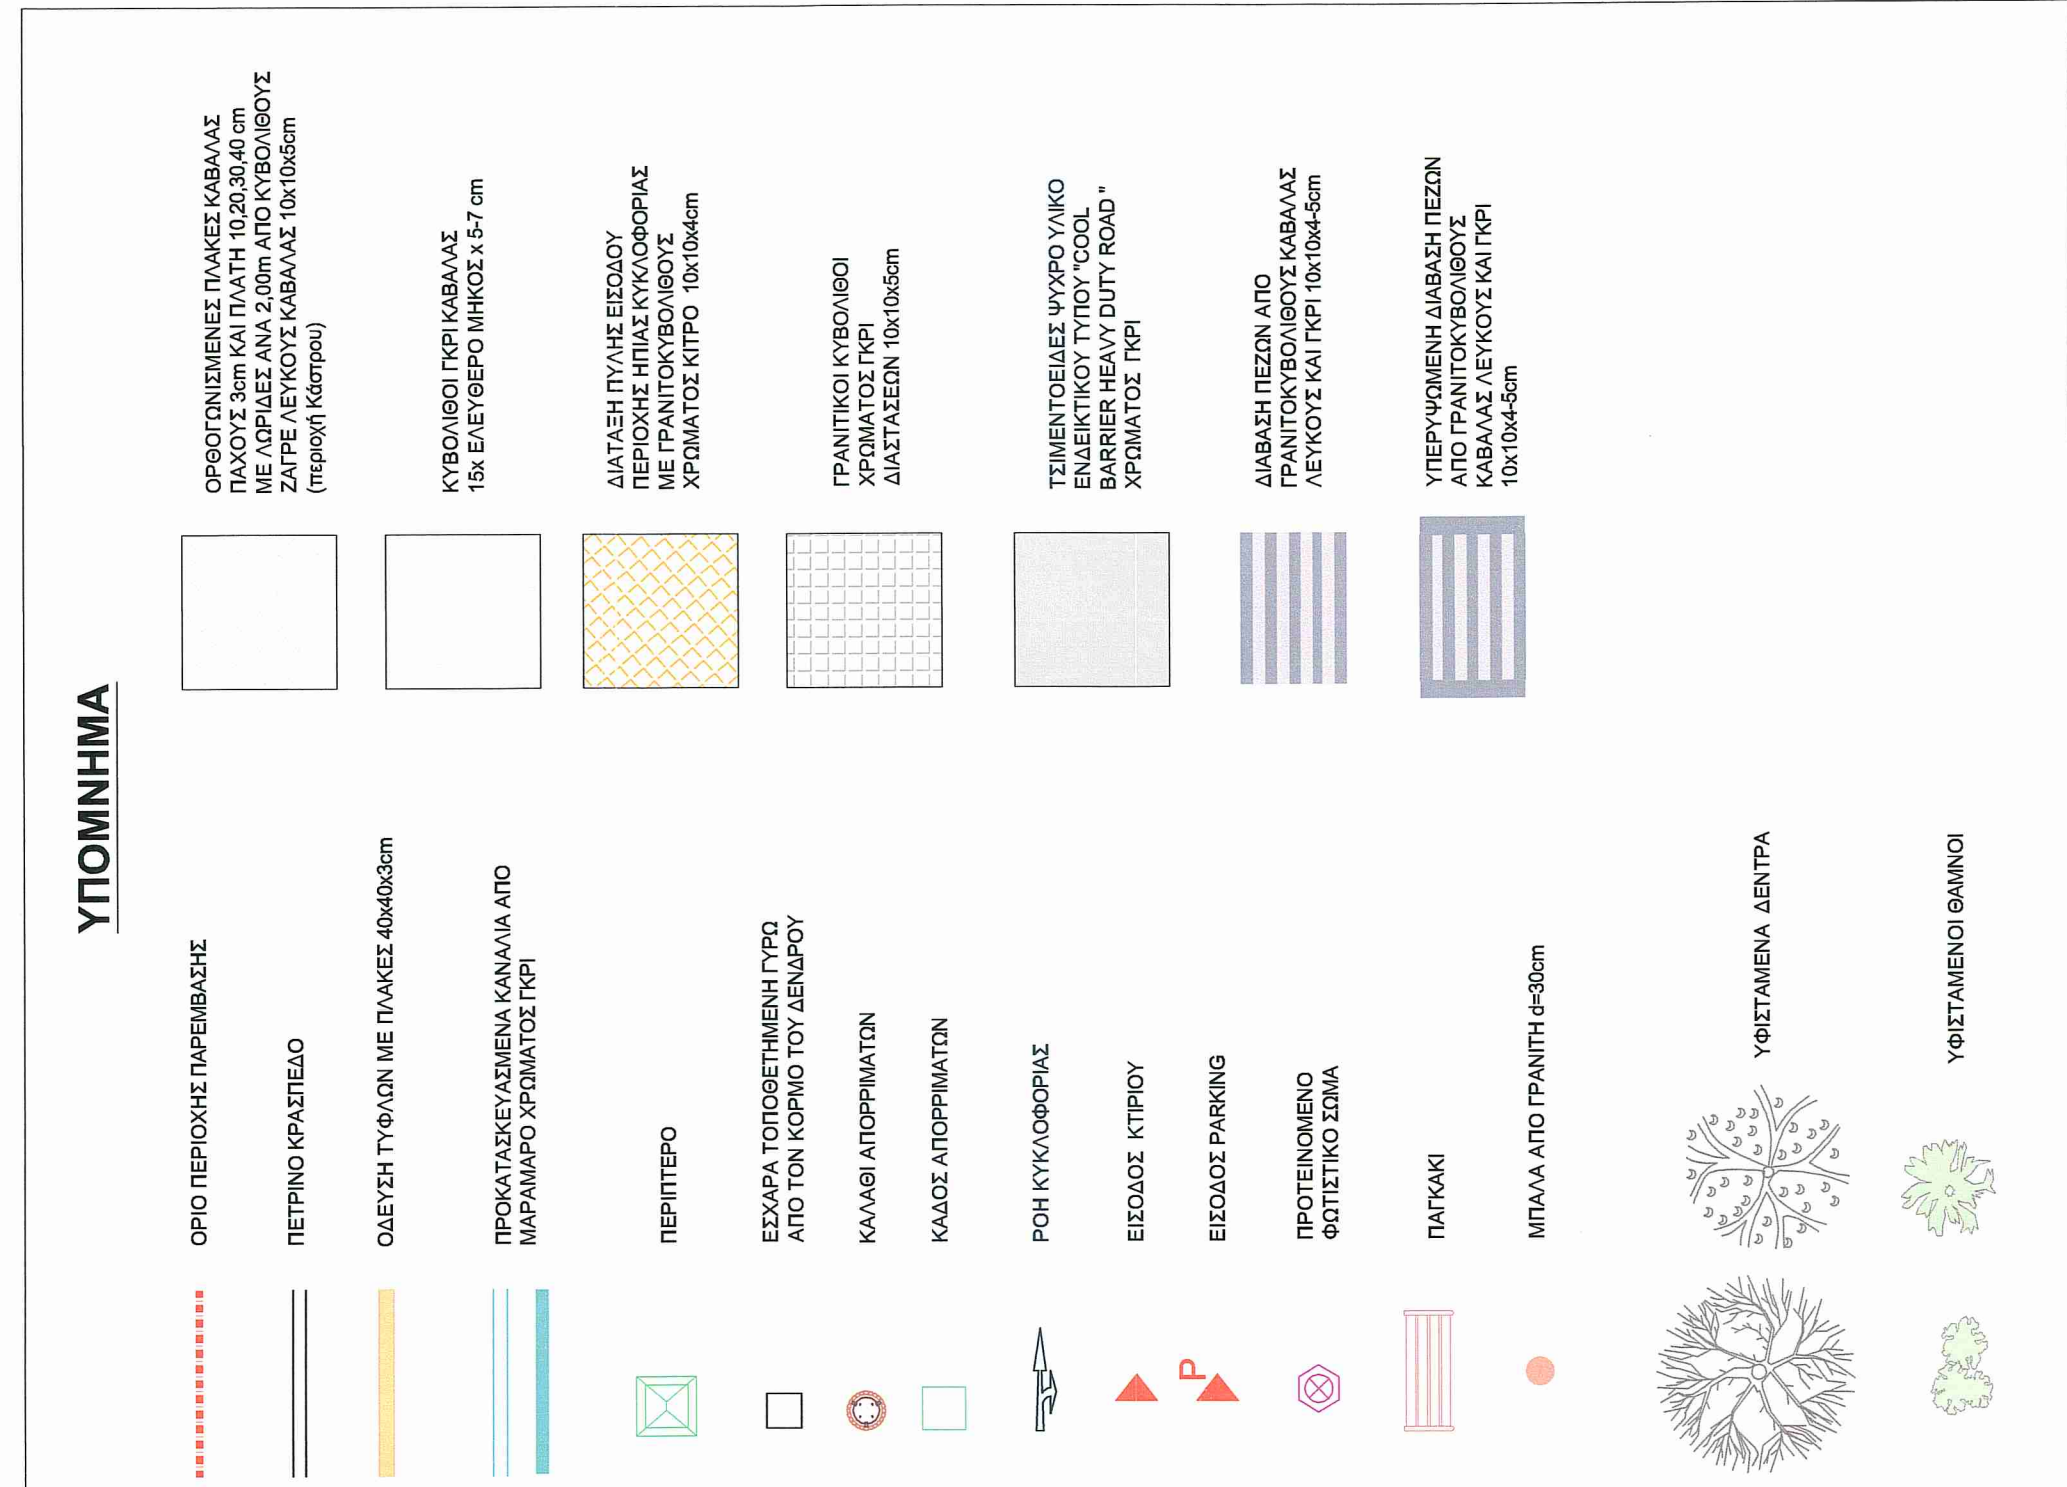 ΥΠΟΜΝΗΜΑ
ΟΡΙΟ ΠΕΡΙΟΧΗΣ ΠΑΡΕΜΒΑΣΗΣ
ΠΕΤΡΙΝΟ ΚΡΑΣΠΕΔΟ
ΟΔΕΥΣΗ ΤΥΦΛΩΝ ΜΕ ΠΛΑΚΕΣ 40x40x3cm
ΠΡΟΚΑΤΑΣΚΕΥΑΣΜΕΝΑ ΚΑΝΑΛΙΑ ΑΠΟ
ΜΑΡΑΜΑΡΟ ΧΡΩΜΑΤΟΣ ΓΚΡΙ
ΠΕΡΙΠΤΕΡΟ
ΕΣΧΑΡΑ ΤΟΠΟΘΕΤΗΜΕΝΗ ΓΥΡΩ
ΑΠΟ ΤΟΝ ΚΟΡΜΟ ΤΟΥ ΔΕΝΔΡΟΥ
ΚΑΛΑΘΙ ΑΠΟΡΡΙΜΑΤΩΝ
ΚΑΔΟΣ ΑΠΟΡΡΙΜΑΤΩΝ
ΡΟΗ ΚΥΚΛΟΦΟΡΙΑΣ
ΕΙΣΟΔΟΣ ΚΤΙΡΙΟΥ
P
ΕΙΣΟΔΟΣ PARKING
ΠΡΟΤΕΙΝΟΜΕΝΟ
ΦΩΤΙΣΤΙΚΟ ΣΩΜΑ
ΠΑΓΚΑΚΙ
ΜΠΑΛΑ ΑΠΟ ΓΡΑΝΙΤΗ d=30cm
ΥΦΙΣΤΑΜΕΝΑ ΔΕΝΤΡΑ
ΥΦΙΣΤΑΜΕΝΟΙ ΘΑΜΝΟΙ
ΟΡΘΟΓΩΝΙΣΜΕΝΕΣ ΠΛΑΚΕΣ ΚΑΒΑΛΑΣ
ΠΑΧΟΥΣ 3cm ΚΑΙ ΠΛΑΤΗ 10,20,30,40 cm
ΜΕ ΛΩΡΙΔΕΣ ΑΝΑ 2,00m ΑΠΟ ΚΥΒΟΛΙΘΟΥΣ
ΖΑΓΡΕ ΛΕΥΚΟΥΣ ΚΑΒΑΛΑΣ 10x10x5cm
(περιοχή Κάστρου)
ΚΥΒΟΛΙΘΟΙ ΓΚΡΙ ΚΑΒΑΛΑΣ
15x ΕΛΕΥΘΕΡΟ ΜΗΚΟΣ x 5-7 cm
ΔΙΑΤΑΞΗ ΠΥΛΗΣ ΕΙΣΟΔΟΥ
ΠΕΡΙΟΧΗΣ ΗΠΙΑΣ ΚΥΚΛΟΦΟΡΙΑΣ
ΜΕ ΓΡΑΝΙΤΟΚΥΒΟΛΙΘΟΥΣ
ΧΡΩΜΑΤΟΣ ΚΙΤΡΟ 10x10x4cm
ΓΡΑΝΙΤΙΚΟΙ ΚΥΒΟΛΙΘΟΙ
ΧΡΩΜΑΤΟΣ ΓΚΡΙ
ΔΙΑΣΤΑΣΕΩΝ 10x10x5cm
ΤΣΙΜΕΝΤΟΕΙΔΕΣ ΨΥΧΡΟ ΥΛΙΚΟ
ΕΝΔΕΙΚΤΙΚΟΥ ΤΥΠΟΥ "COOL
BARRIER HEAVY DUTY ROAD "
ΧΡΩΜΑΤΟΣ ΓΚΡΙ
ΔΙΑΒΑΣΗ ΠΕΖΩΝ ΑΠΟ
ΓΡΑΝΙΤΟΚΥΒΟΛΙΘΟΥΣ ΚΑΒΑΛΑΣ
ΛΕΥΚΟΥΣ ΚΑΙ ΓΚΡΙ 10x10x4-5cm
ΥΠΕΡΥΨΩΜΕΝΗ ΔΙΑΒΑΣΗ ΠΕΖΩΝ
ΑΠΟ ΓΡΑΝΙΤΟΚΥΒΟΛΙΘΟΥΣ
ΚΑΒΑΛΑΣ ΛΕΥΚΟΥΣ ΚΑΙ ΓΚΡΙ
10x10x4-5cm